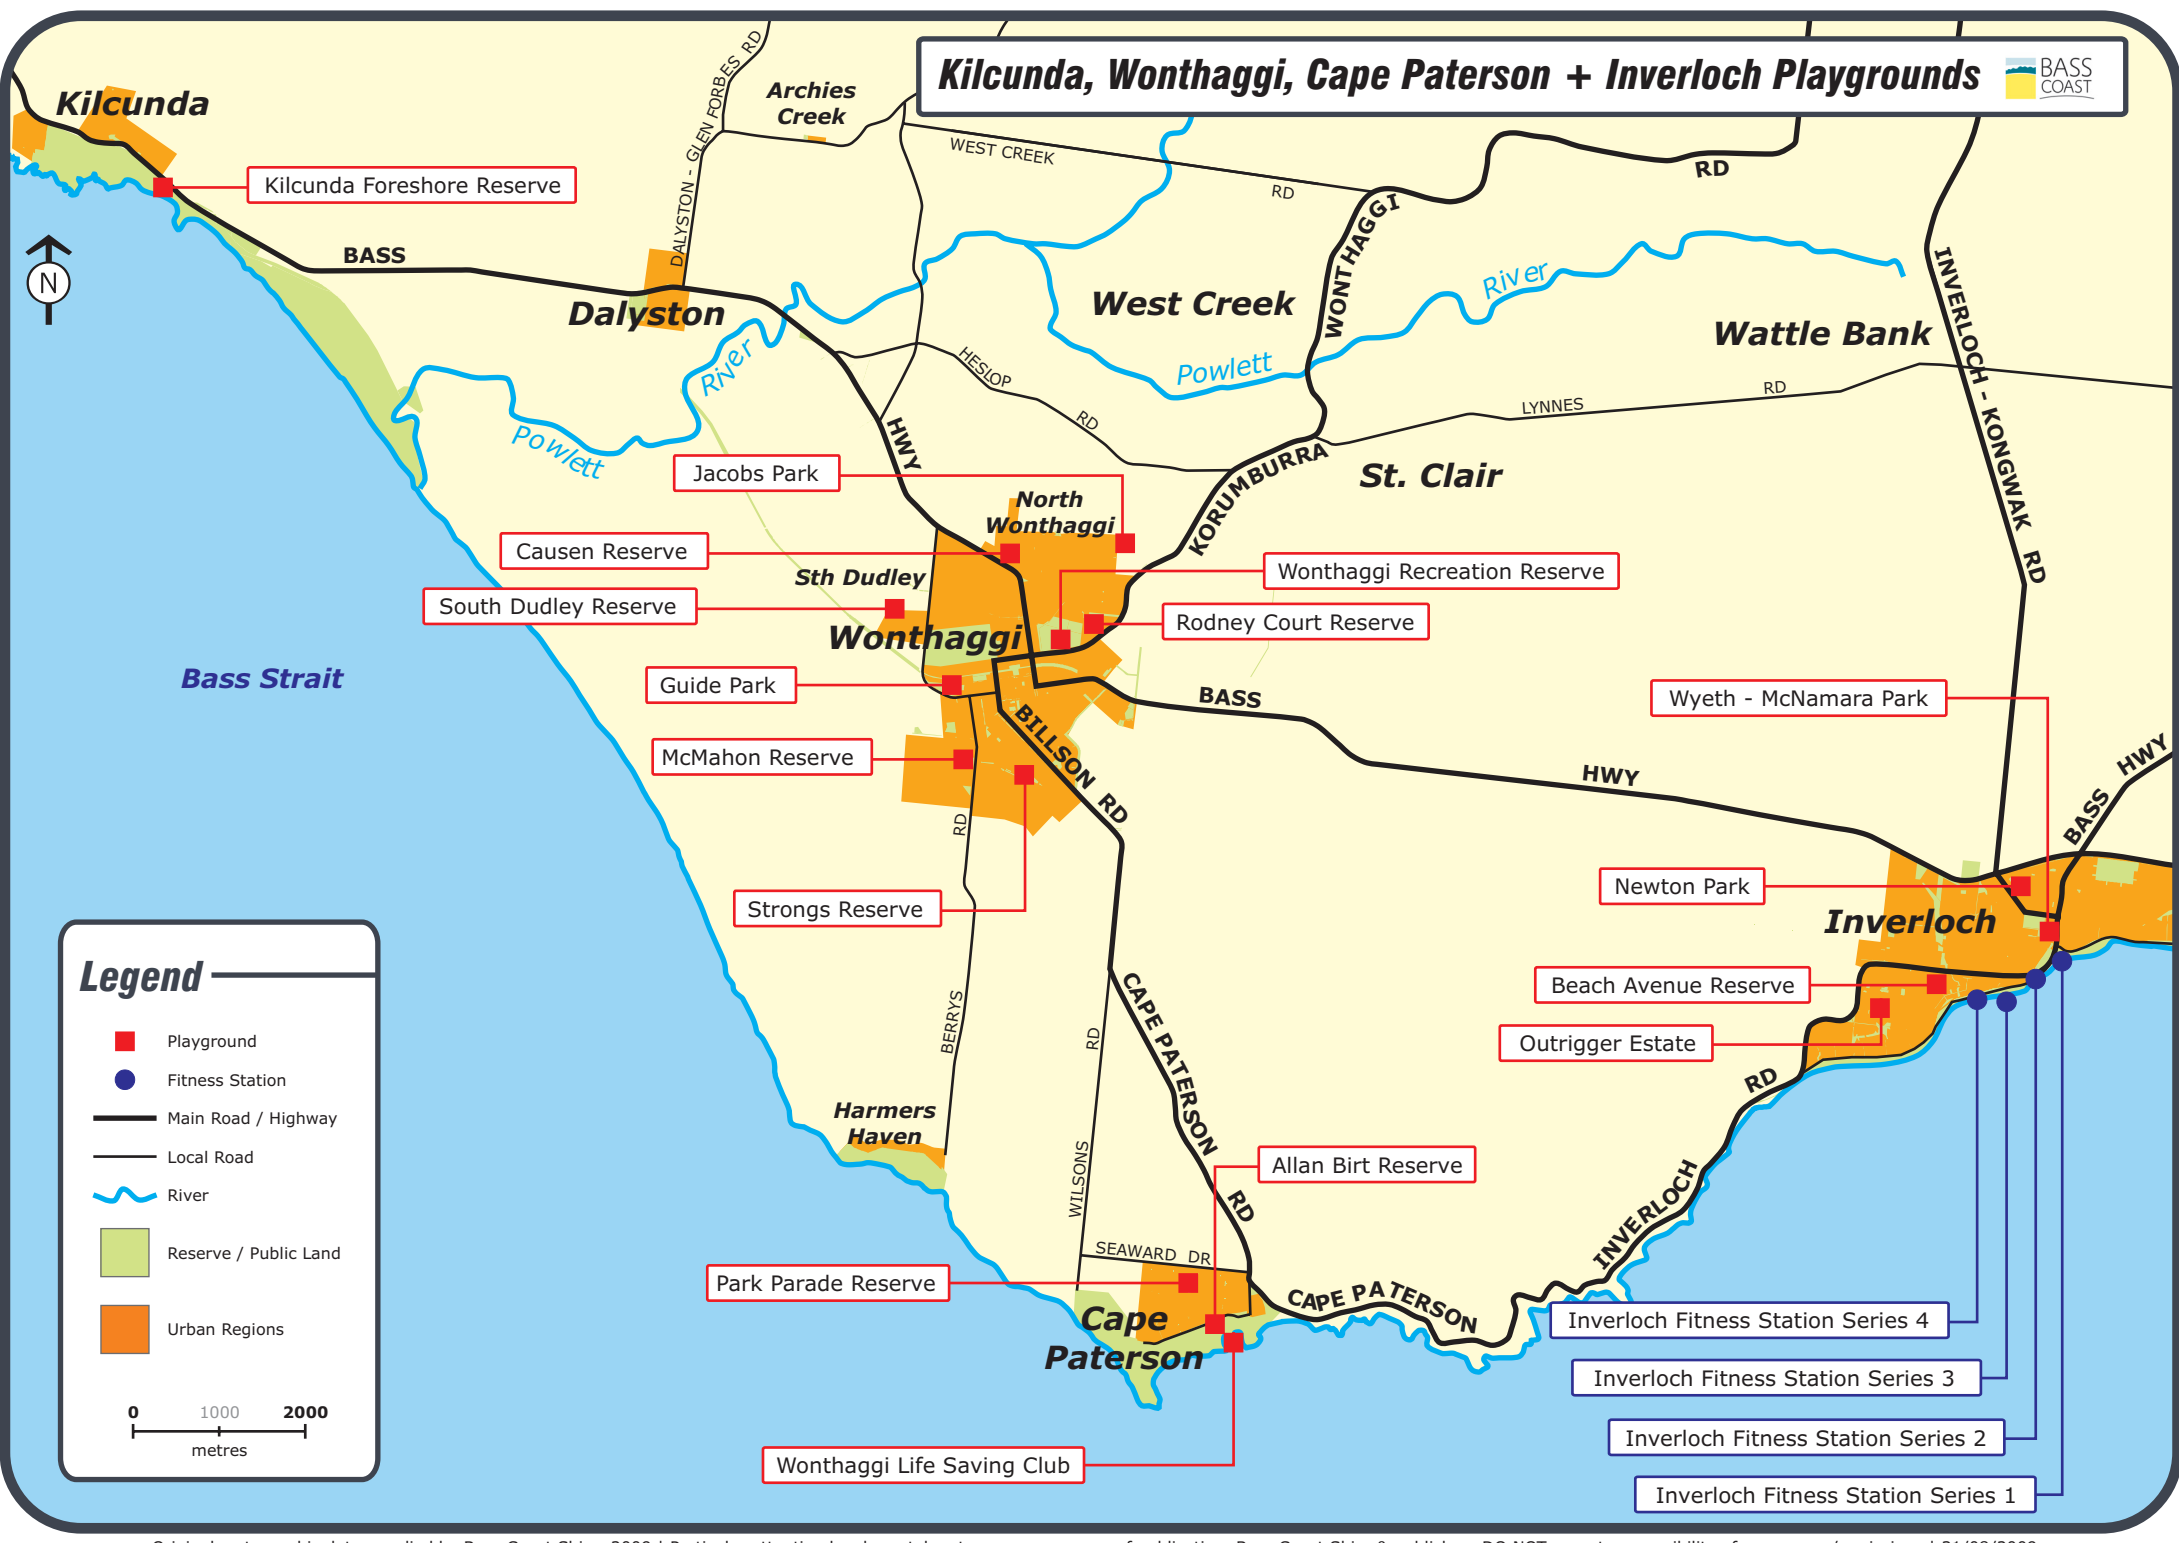 Kilcunda, Wonthaggi, Cape Paterson + Inverloch Playgrounds
BASS
COAST
Kilcunda
Archies
Creek
DALYSTON - GLEN FORBES RD
WEST CREEK
RD
RD
Kilcunda Foreshore Reserve
N
BASS
Dalyston
West Creek
WONTHAGGI
River
Wattle Bank
INVERLOCH - KONGWAK RD
River
Powlett
HESLOP
RD
Powlett
LYNNES
RD
HWY
KORUMBURRA
St. Clair
Jacobs Park
North
Wonthaggi
Causen Reserve
Sth Dudley
Wonthaggi Recreation Reserve
South Dudley Reserve
Rodney Court Reserve
Wonthaggi
Bass Strait
Guide Park
BASS
Wyeth - McNamara Park
BILLSON RD
McMahon Reserve
HWY
HWY
BASS
RD
Newton Park
Strongs Reserve
Inverloch
Beach Avenue Reserve
Outrigger Estate
BERRYS
RD
CAPE PATERSON
RD
RD
Harmers
Haven
Allan Birt Reserve
WILSONS
INVERLOCH
SEAWARD DR
Park Parade Reserve
Cape
Paterson
CAPE PATERSON
Inverloch Fitness Station Series 4
Inverloch Fitness Station Series 3
Inverloch Fitness Station Series 2
Wonthaggi Life Saving Club
Inverloch Fitness Station Series 1
Legend
Playground
Fitness Station
Main Road / Highway
Local Road
River
Reserve / Public Land
Urban Regions
0 1000 2000
metres